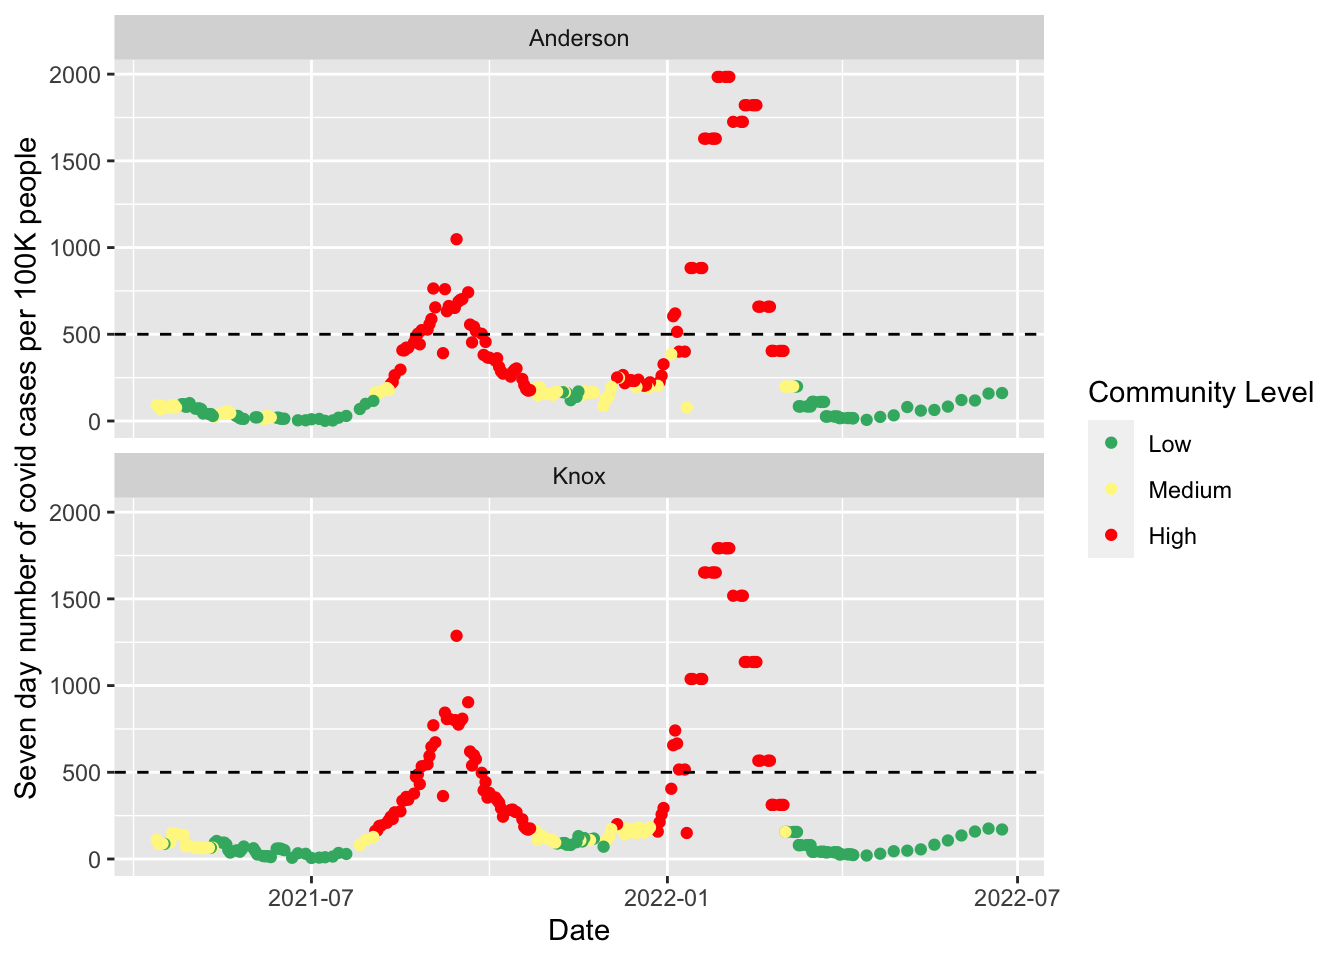 Anderson
2000
1500
1000
500
0
Knox
2000
1500
1000
500
0
2021-07 2022-01 2022-07
Date
Seven day number of covid cases per 100K people
Community Level
Low
Medium
High